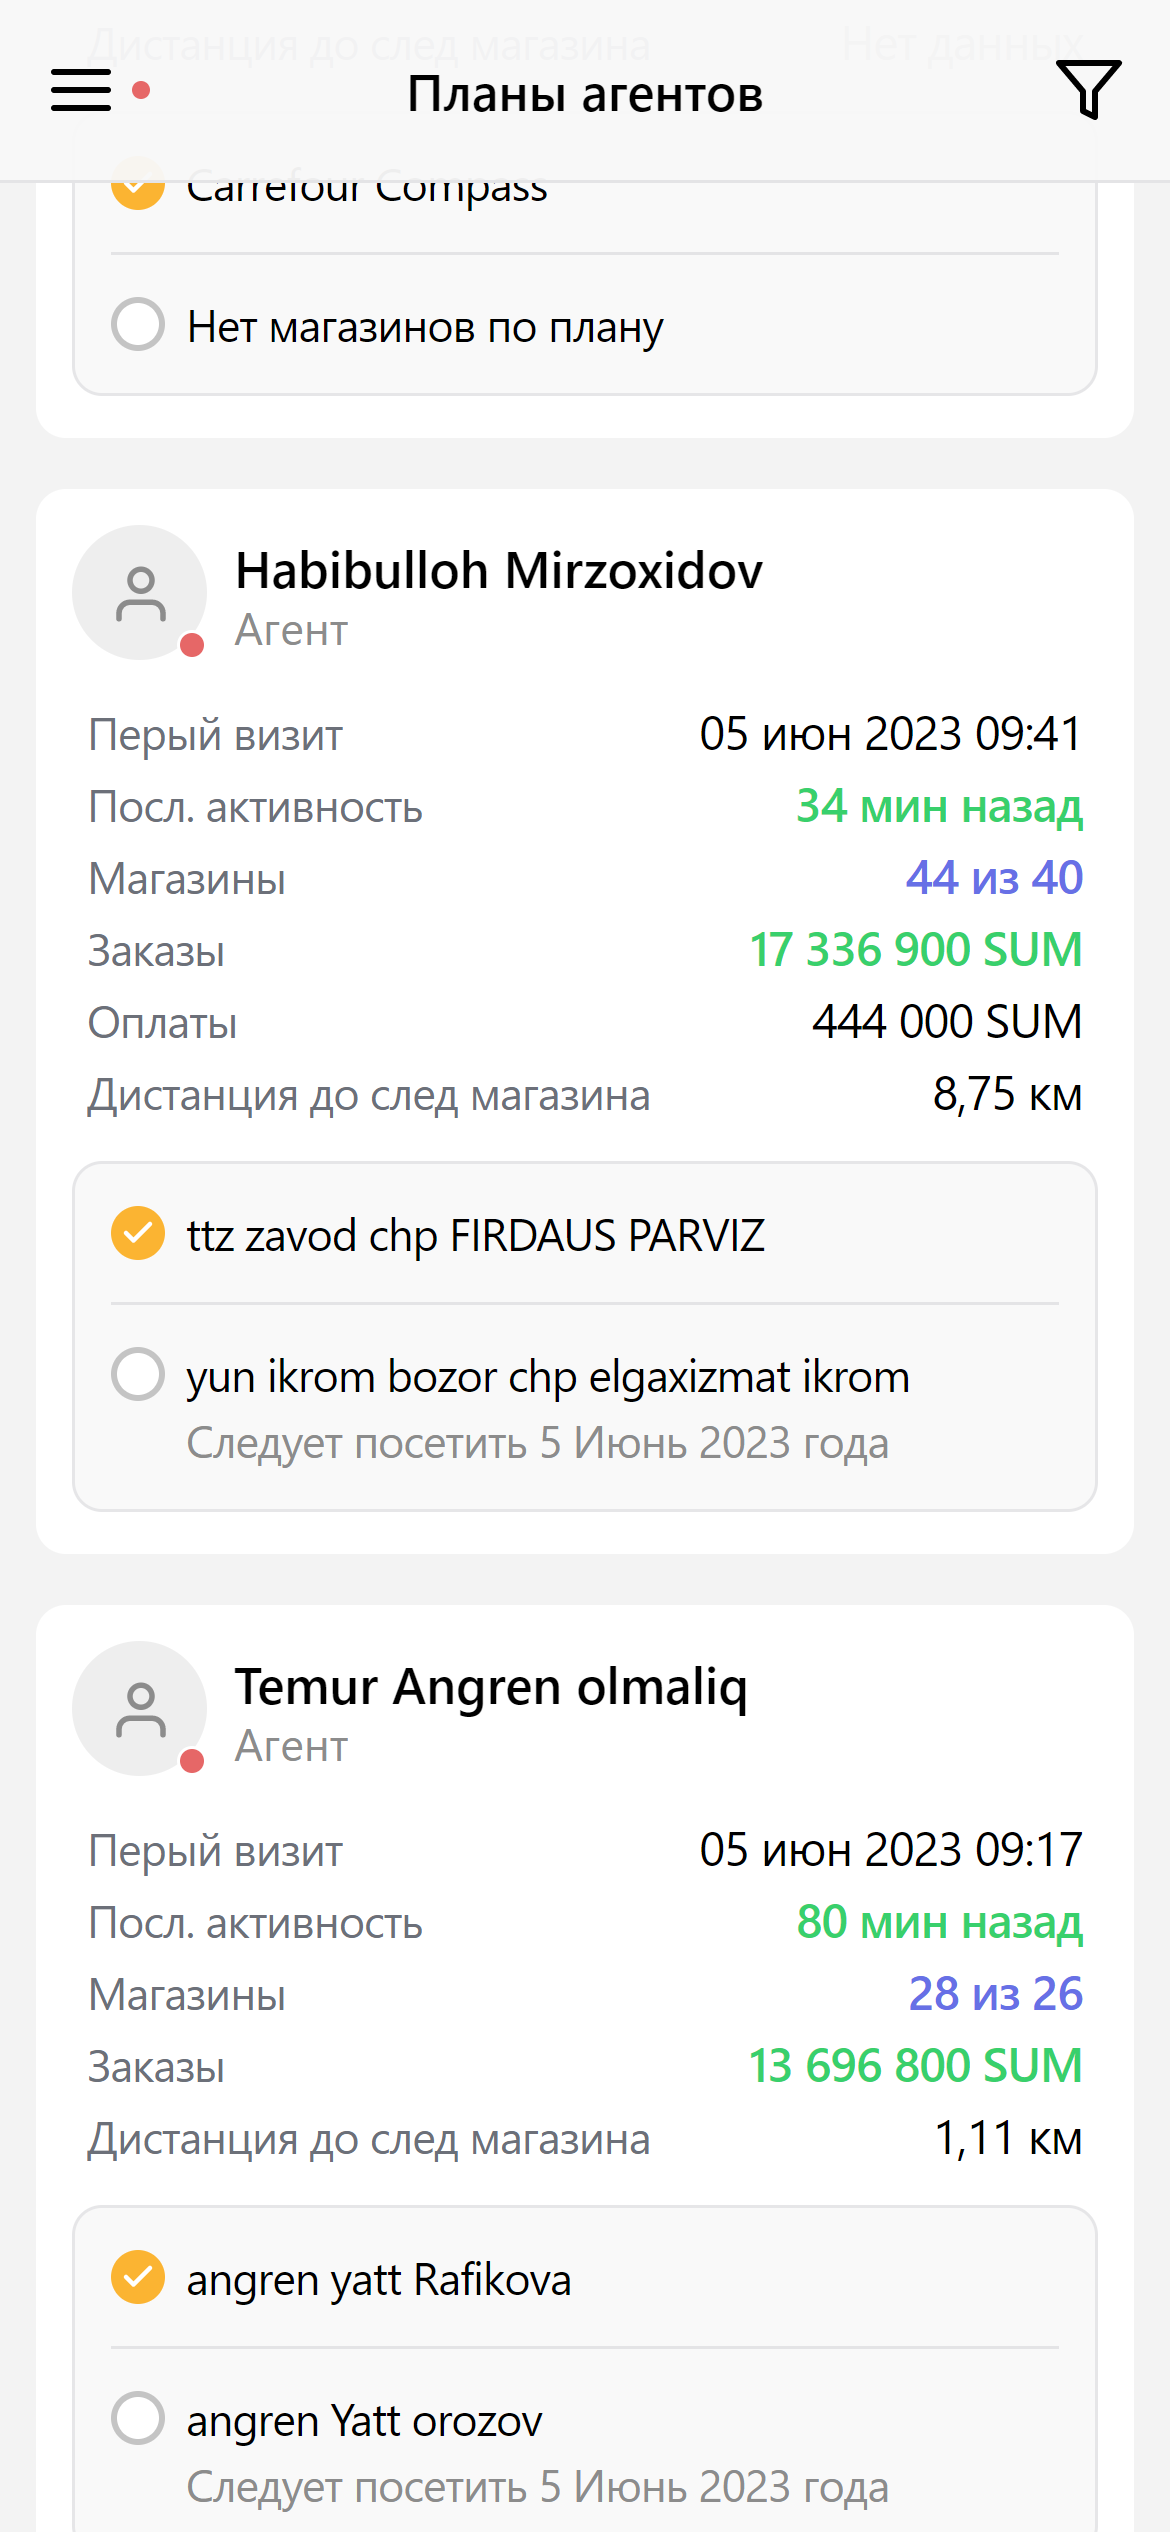 Дистанция до след магазина Нет данных
Планы агентов
Carrefour Compass
Нет магазинов по плану
Habibulloh Mirzoxidov
Агент
Перый визит 05 июн 2023 09:41
Посл. активность 34 мин назад
Магазины 44 из 40
Заказы 17 336 900 SUM
Оплаты 444 000 SUM
Дистанция до след магазина 8,75 км
ttz zavod chp FIRDAUS PARVIZ
yun ikrom bozor chp elgaxizmat ikrom
Следует посетить 5 Июнь 2023 года
Temur Angren olmaliq
Агент
Перый визит 05 июн 2023 09:17
Посл. активность 80 мин назад
Магазины 28 из 26
Заказы 13 696 800 SUM
Дистанция до след магазина 1,11 км
angren yatt Rafikova
angren Yatt orozov
Следует посетить 5 Июнь 2023 года